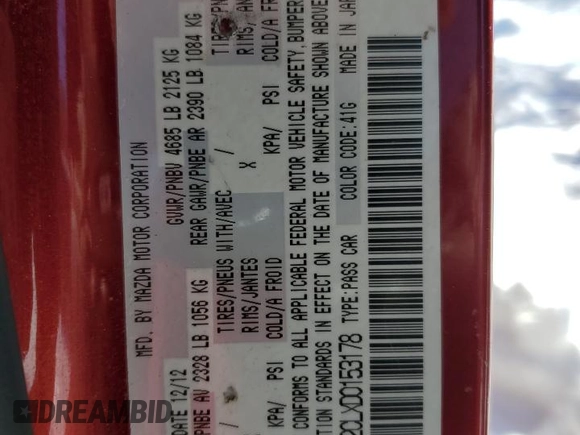 MFD. BY MAZDA MOTOR CORPORATION
DATE 12/12 GVWR/PNBV 4685 LB 2125 KG
PNBE AV 2328 LB 1056 KG REAR GAWR/PNBE AR 2390 LB 1084 KG
TIRES/PNEUS WITH/AVEC
RIMS/JANTES X RIMS/
COLD/A FROID KPA/ PSI COLD/A
KPA/ PSI
CONFORMS TO ALL APPLICABLE FEDERAL MOTOR VEHICLE SAFETY, BUMPER
STANDARDS IN EFFECT ON THE DATE OF MANUFACTURE SHOWN ABOVE
TYPE:PASS CAR COLOR CODE:41G MADE IN
DREAMBID
DREAMBID